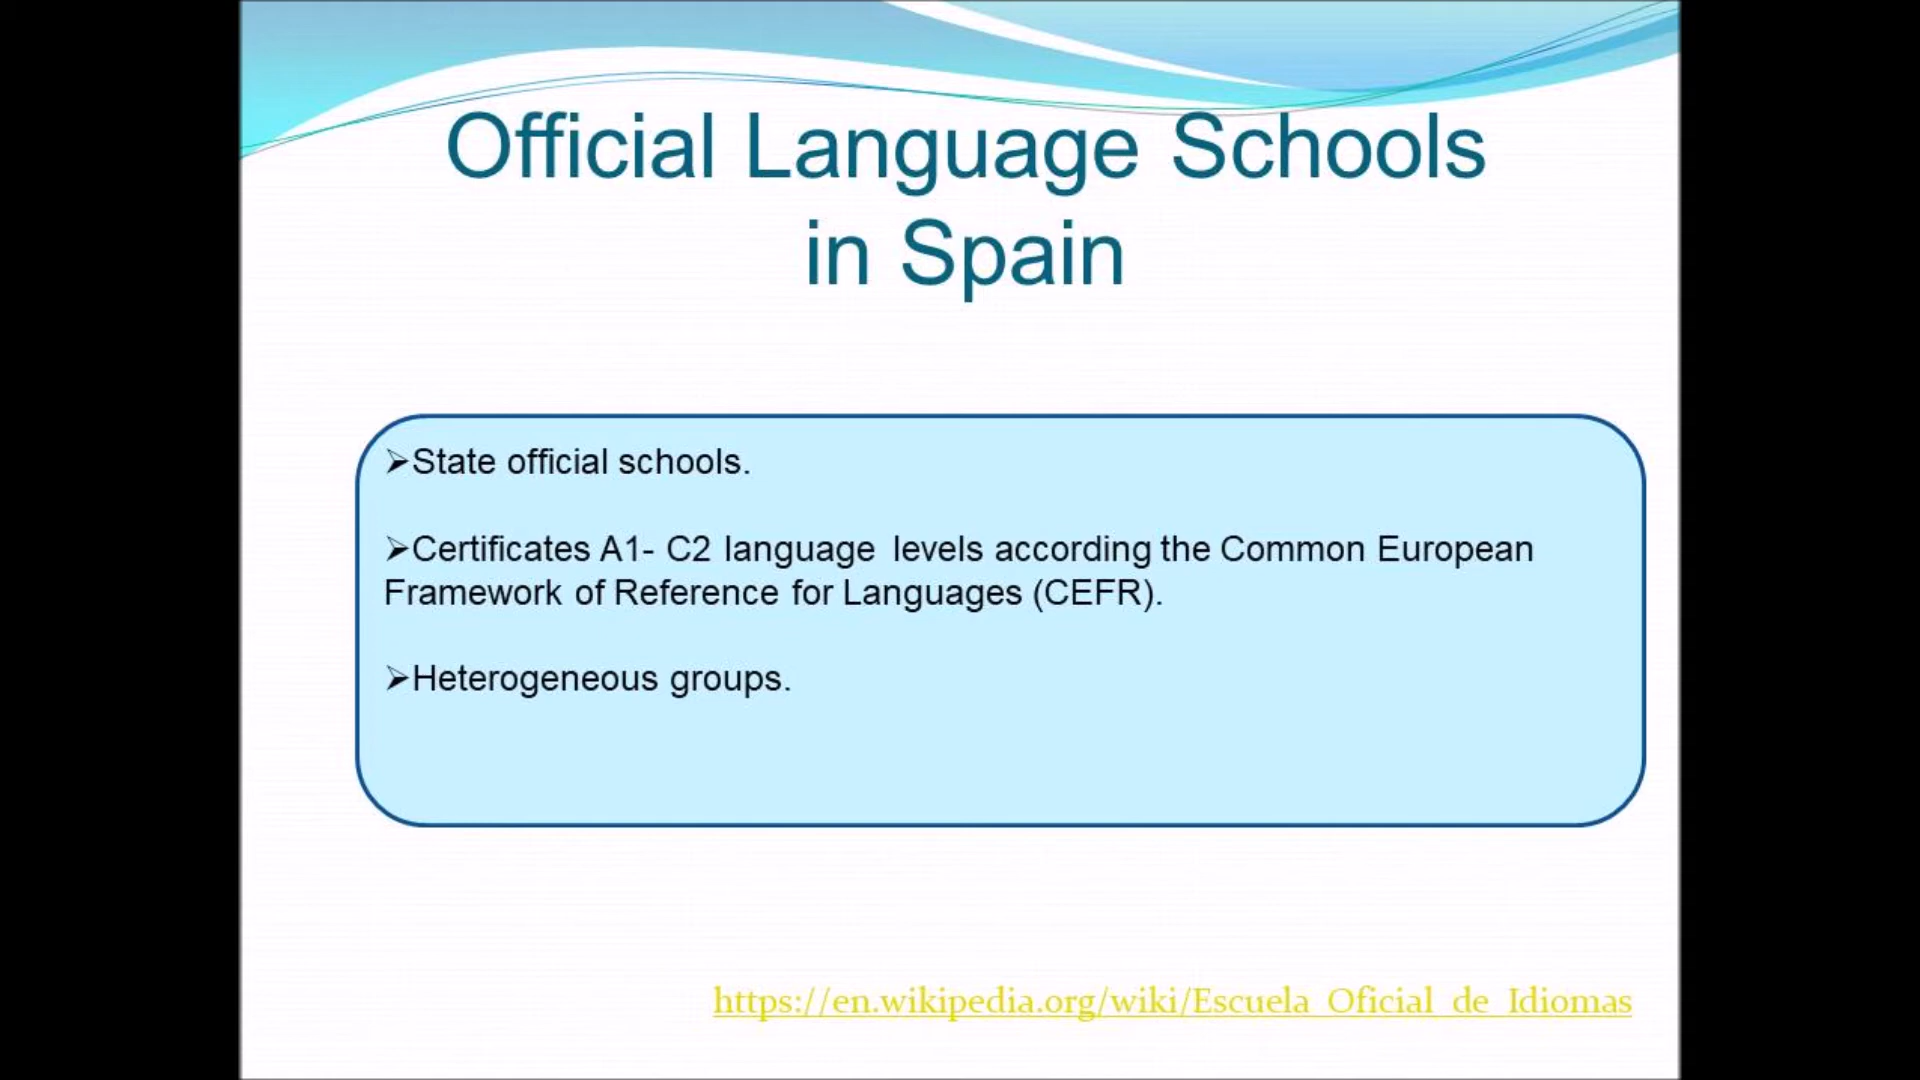 Official Language Schools
in Spain
➢State official schools.
➢Certificates A1- C2 language levels according the Common European
Framework of Reference for Languages (CEFR).
➢Heterogeneous groups.
https://en.wikipedia.org/wiki/Escuela_Oficial_de_Idiomas